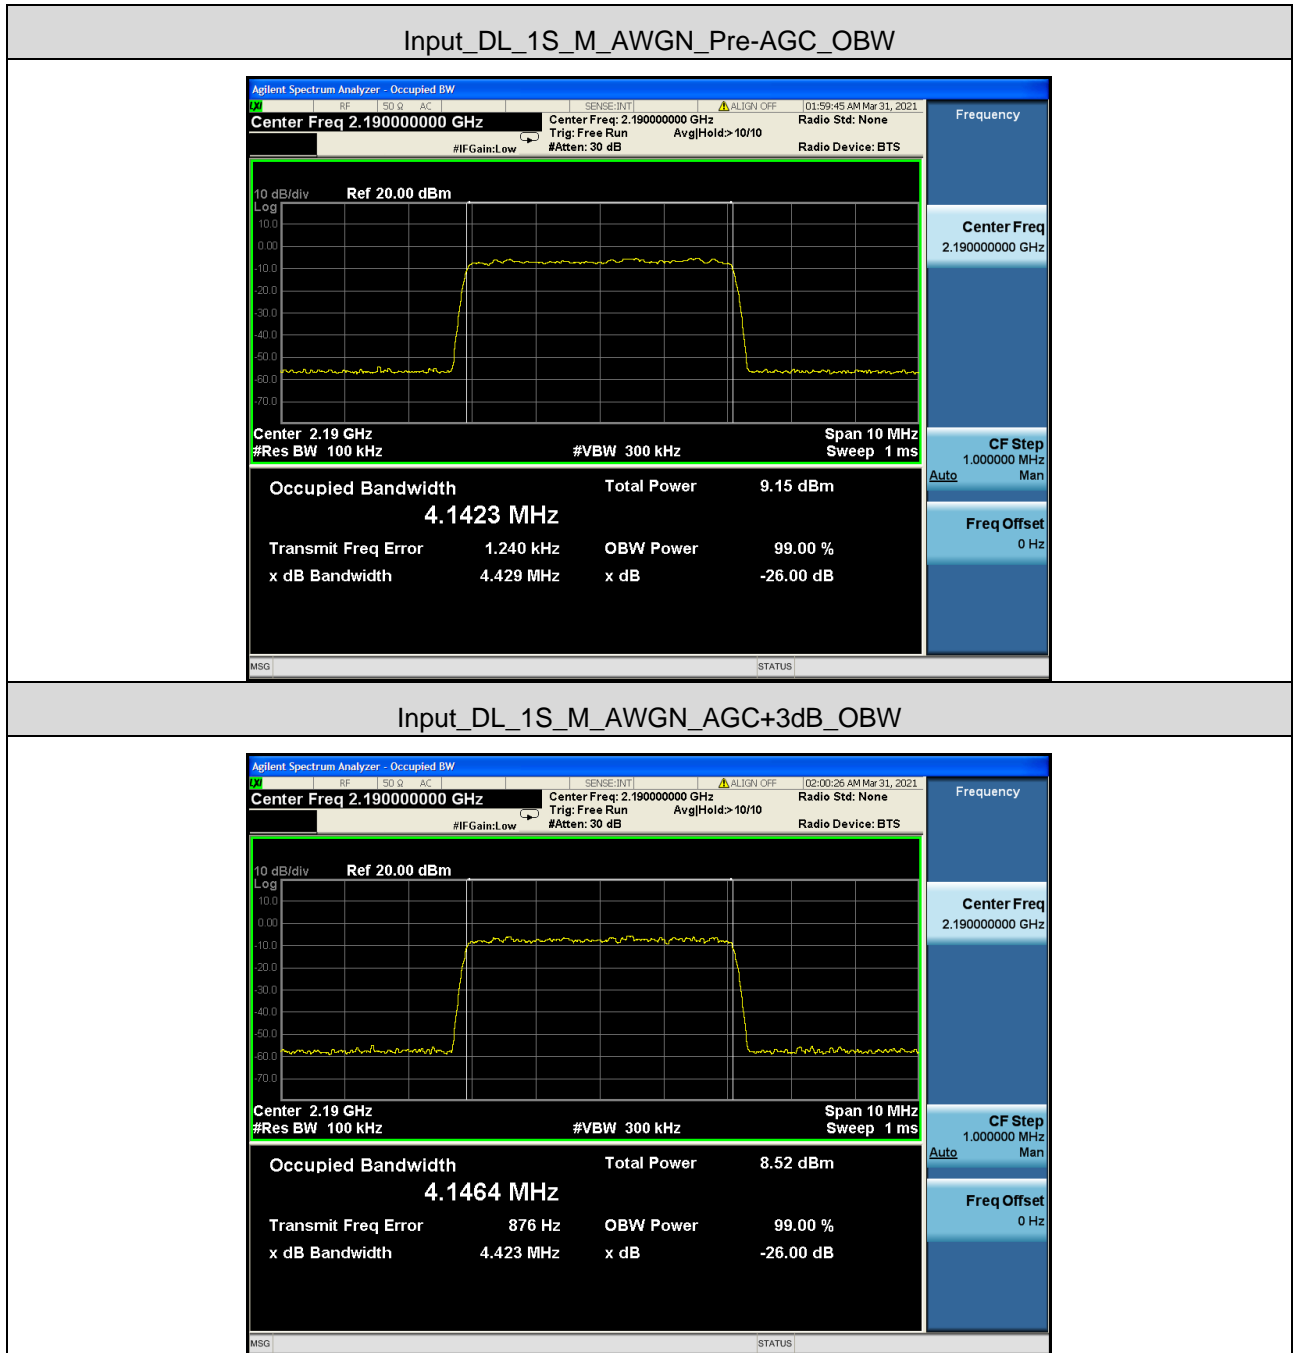 Input_DL_1S_M_AWGN_Pre-AGC_OBW
Agilent Spectrum Analyzer - Occupied BW
LXI RF 50 Ω AC SENSE:INT ALIGN OFF 01:59:45 AM Mar 31, 2021
Center Freq 2.190000000 GHz
Center Freq: 2.190000000 GHz
Radio Std: None
Trig: Free Run Avg|Hold:>10/10
#IFGain:Low
#Atten: 30 dB
Radio Device: BTS
Frequency
10 dB/div Ref 20.00 dBm
Log
10.0
0.00
-10.0
-20.0
-30.0
-40.0
-50.0
-60.0
-70.0
Center 2.19 GHz Span 10 MHz
#Res BW 100 kHz #VBW 300 kHz Sweep 1 ms
Occupied Bandwidth Total Power 9.15 dBm
4.1423 MHz
Transmit Freq Error 1.240 kHz OBW Power 99.00 %
x dB Bandwidth 4.429 MHz x dB -26.00 dB
Center Freq
2.190000000 GHz
CF Step
1.000000 MHz
Auto Man
Freq Offset
0 Hz
MSG STATUS
Input_DL_1S_M_AWGN_AGC+3dB_OBW
Agilent Spectrum Analyzer - Occupied BW
LXI RF 50 Ω AC SENSE:INT ALIGN OFF 02:00:26 AM Mar 31, 2021
Center Freq 2.190000000 GHz
Center Freq: 2.190000000 GHz
Radio Std: None
Trig: Free Run Avg|Hold:>10/10
#IFGain:Low
#Atten: 30 dB
Radio Device: BTS
Frequency
10 dB/div Ref 20.00 dBm
Log
10.0
0.00
-10.0
-20.0
-30.0
-40.0
-50.0
-60.0
-70.0
Center 2.19 GHz Span 10 MHz
#Res BW 100 kHz #VBW 300 kHz Sweep 1 ms
Occupied Bandwidth Total Power 8.52 dBm
4.1464 MHz
Transmit Freq Error 876 Hz OBW Power 99.00 %
x dB Bandwidth 4.423 MHz x dB -26.00 dB
Center Freq
2.190000000 GHz
CF Step
1.000000 MHz
Auto Man
Freq Offset
0 Hz
MSG STATUS